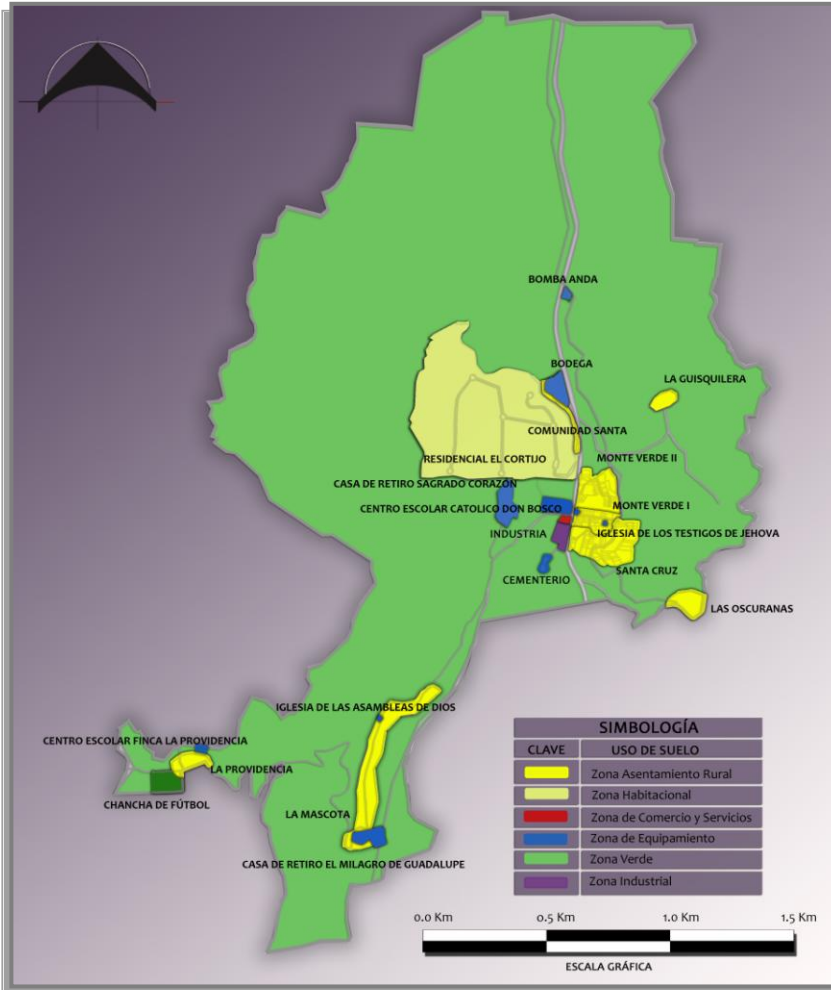 BOMBA ANDA
BODEGA
LA GUISQUILERA
COMUNIDAD SANTA
RESIDENCIAL EL CORTIJO
MONTE VERDE II
CASA DE RETIRO SAGRADO CORAZÓN
CENTRO ESCOLAR CATOLICO DON BOSCO
MONTE VERDE I
INDUSTRIA
IGLESIA DE LOS TESTIGOS DE JEHOVA
CEMENTERIO
SANTA CRUZ
LAS OSCURANAS
IGLESIA DE LAS ASAMBLEAS DE DIOS
CENTRO ESCOLAR FINCA LA PROVIDENCIA
LA PROVIDENCIA
CHANCHA DE FÚTBOL
LA MASCOTA
CASA DE RETIRO EL MILAGRO DE GUADALUPE
SIMBOLOGÍA
CLAVE USO DE SUELO
Zona Asentamiento Rural
Zona Habitacional
Zona de Comercio y Servicios
Zona de Equipamiento
Zona Verde
Zona Industrial
0.0 Km 0.5 Km 1.0 Km 1.5 Km
ESCALA GRÁFICA